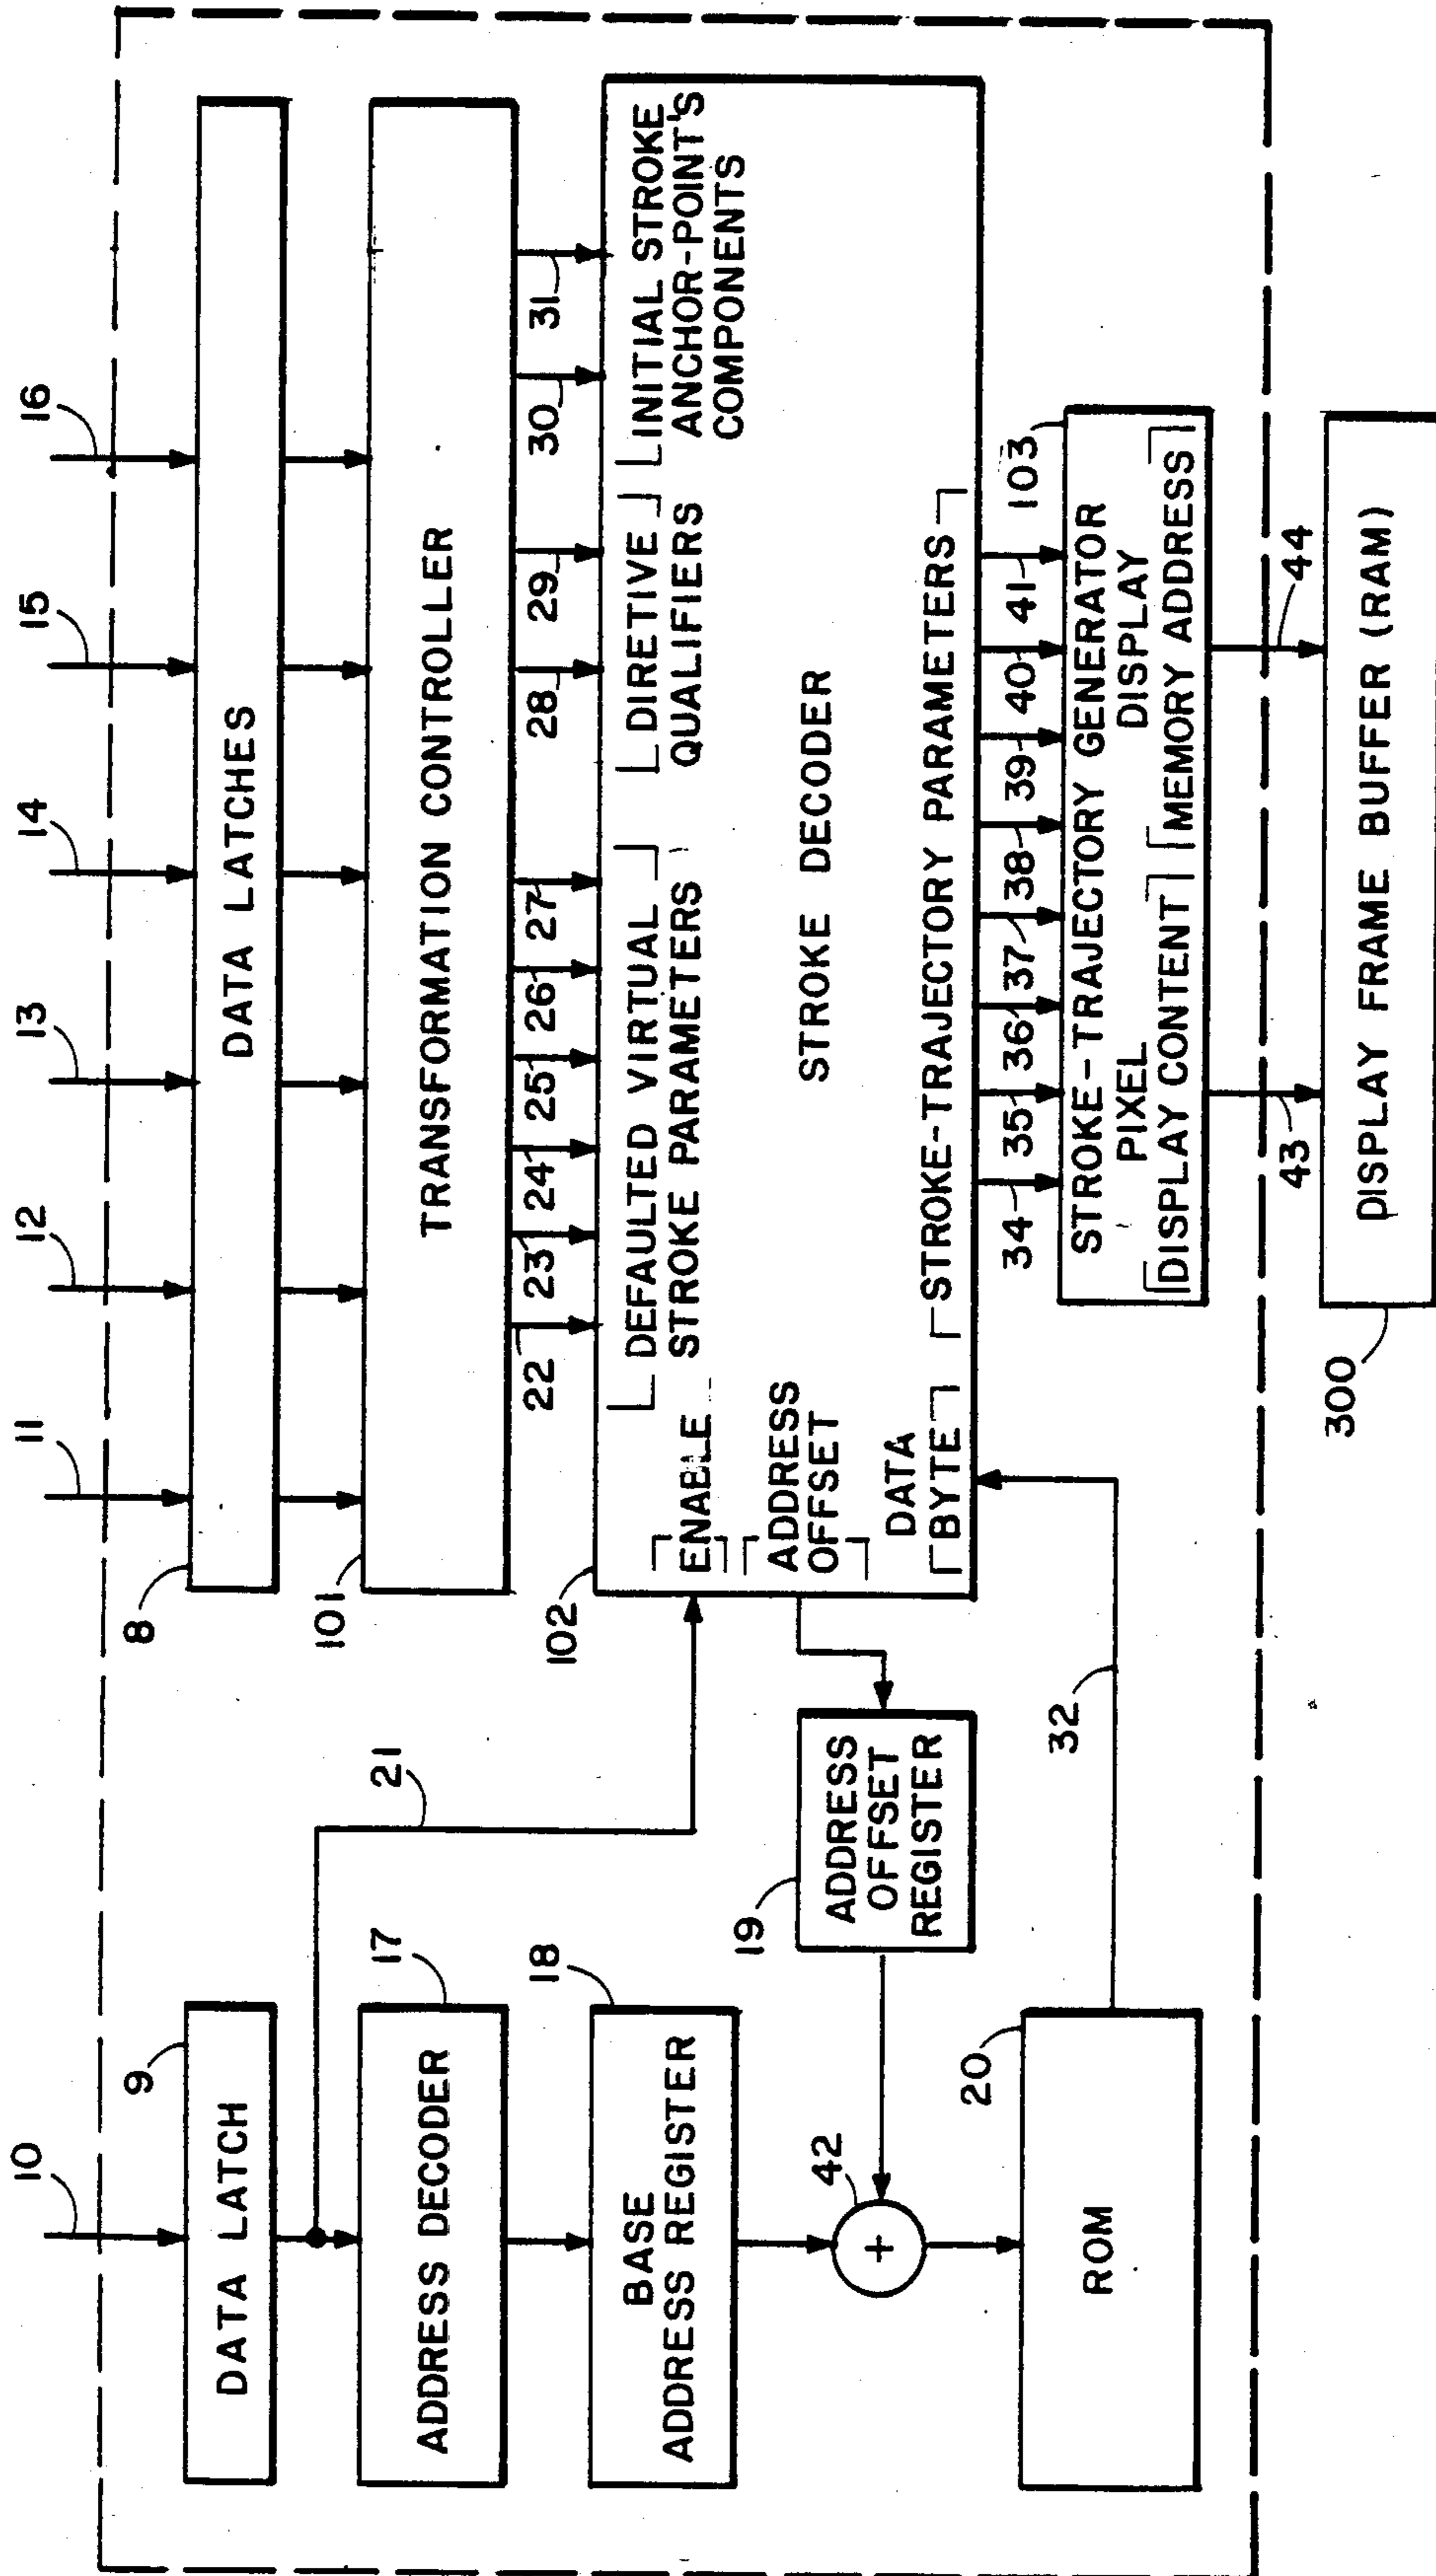 10
11
12
13
14
15
16
9
DATA LATCH
8
DATA LATCHES
21
17
ADDRESS DECODER
101
TRANSFORMATION CONTROLLER
22
23
24
25
26
27
28
29
30
31
18
BASE
ADDRESS REGISTER
102
ENABLE
DEFAULTED VIRTUAL
STROKE PARAMETERS
DIRETIVE
QUALIFIERS
INITIAL STROKE
ANCHOR-POINT'S
COMPONENTS
ADDRESS
OFFSET
STROKE DECODER
DATA
BYTE
STROKE-TRAJECTORY PARAMETERS
19
ADDRESS
OFFSET
REGISTER
42
+
32
34
35
36
37
38
39
40
41
103
20
ROM
STROKE-TRAJECTORY GENERATOR
PIXEL
DISPLAY CONTENT
DISPLAY
MEMORY ADDRESS
43
44
300
DISPLAY FRAME BUFFER (RAM)